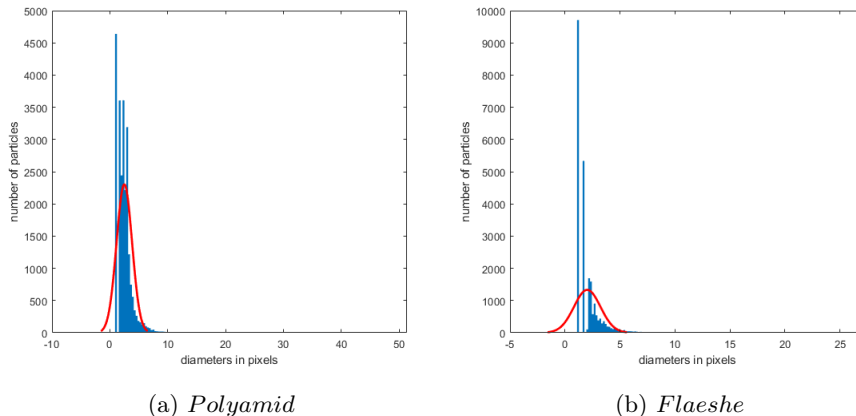 5000
4500
4000
3500
3000
2500
2000
1500
1000
500
0
number of particles
-10 0 10 20 30 40 50
diameters in pixels
(a) Polyamid
10000
9000
8000
7000
6000
5000
4000
3000
2000
1000
0
number of particles
-5 0 5 10 15 20 25
diameters in pixels
(b) Flaeshe